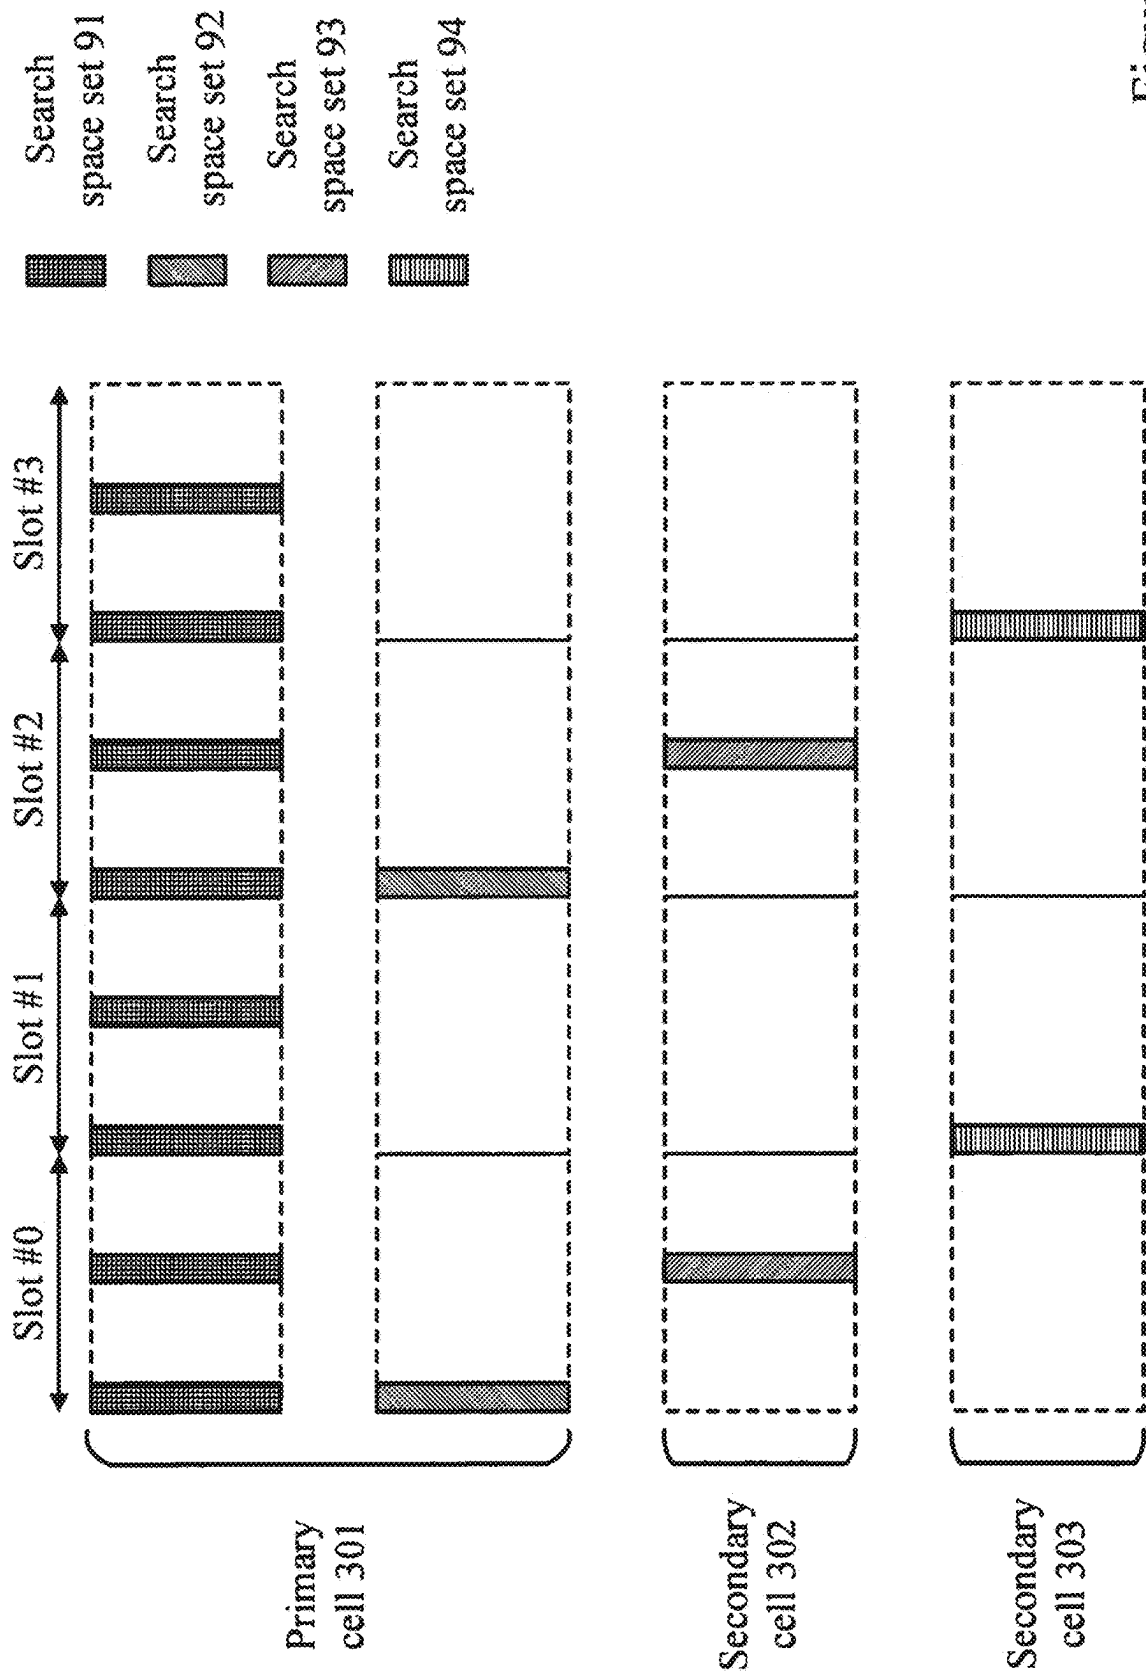 Slot #0
Slot #1
Slot #2
Slot #3
Search
space set 91
Search
space set 92
Search
space set 93
Search
space set 94
Primary
cell 301
Secondary
cell 302
Secondary
cell 303